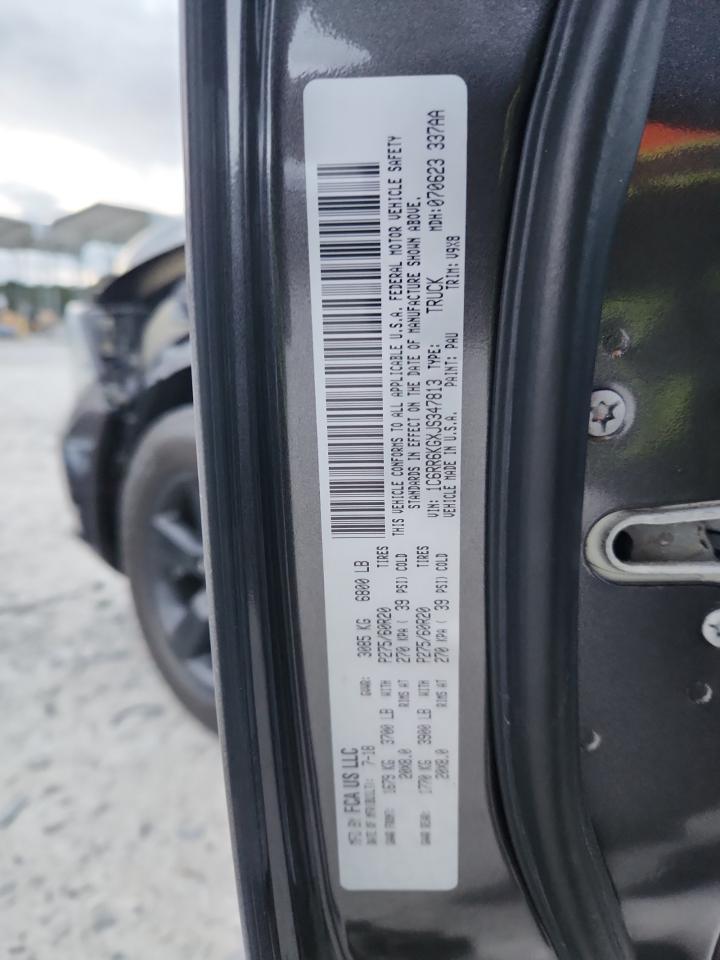 MFD BY: FCA US LLC
DATE OF MFR(BUILT): 7-18 GVWR: 3085 KG 6800 LB
GAWR FRONT: 1679 KG 3700 LB WITH P275/60R20 TIRES
20X8.0 RIMS AT 270 KPA ( 39 PSI) COLD
GAWR REAR: 1770 KG 3900 LB WITH P275/60R20 TIRES
20X8.0 RIMS AT 270 KPA ( 39 PSI) COLD
THIS VEHICLE CONFORMS TO ALL APPLICABLE U.S.A. FEDERAL MOTOR VEHICLE SAFETY
STANDARDS IN EFFECT ON THE DATE OF MANUFACTURE SHOWN ABOVE.
VIN: 1C6RR6KGXJS347813 TYPE: TRUCK MDH:070623 337AA
VEHICLE MADE IN U.S.A. PAINT: PAU TRIM: V9X8